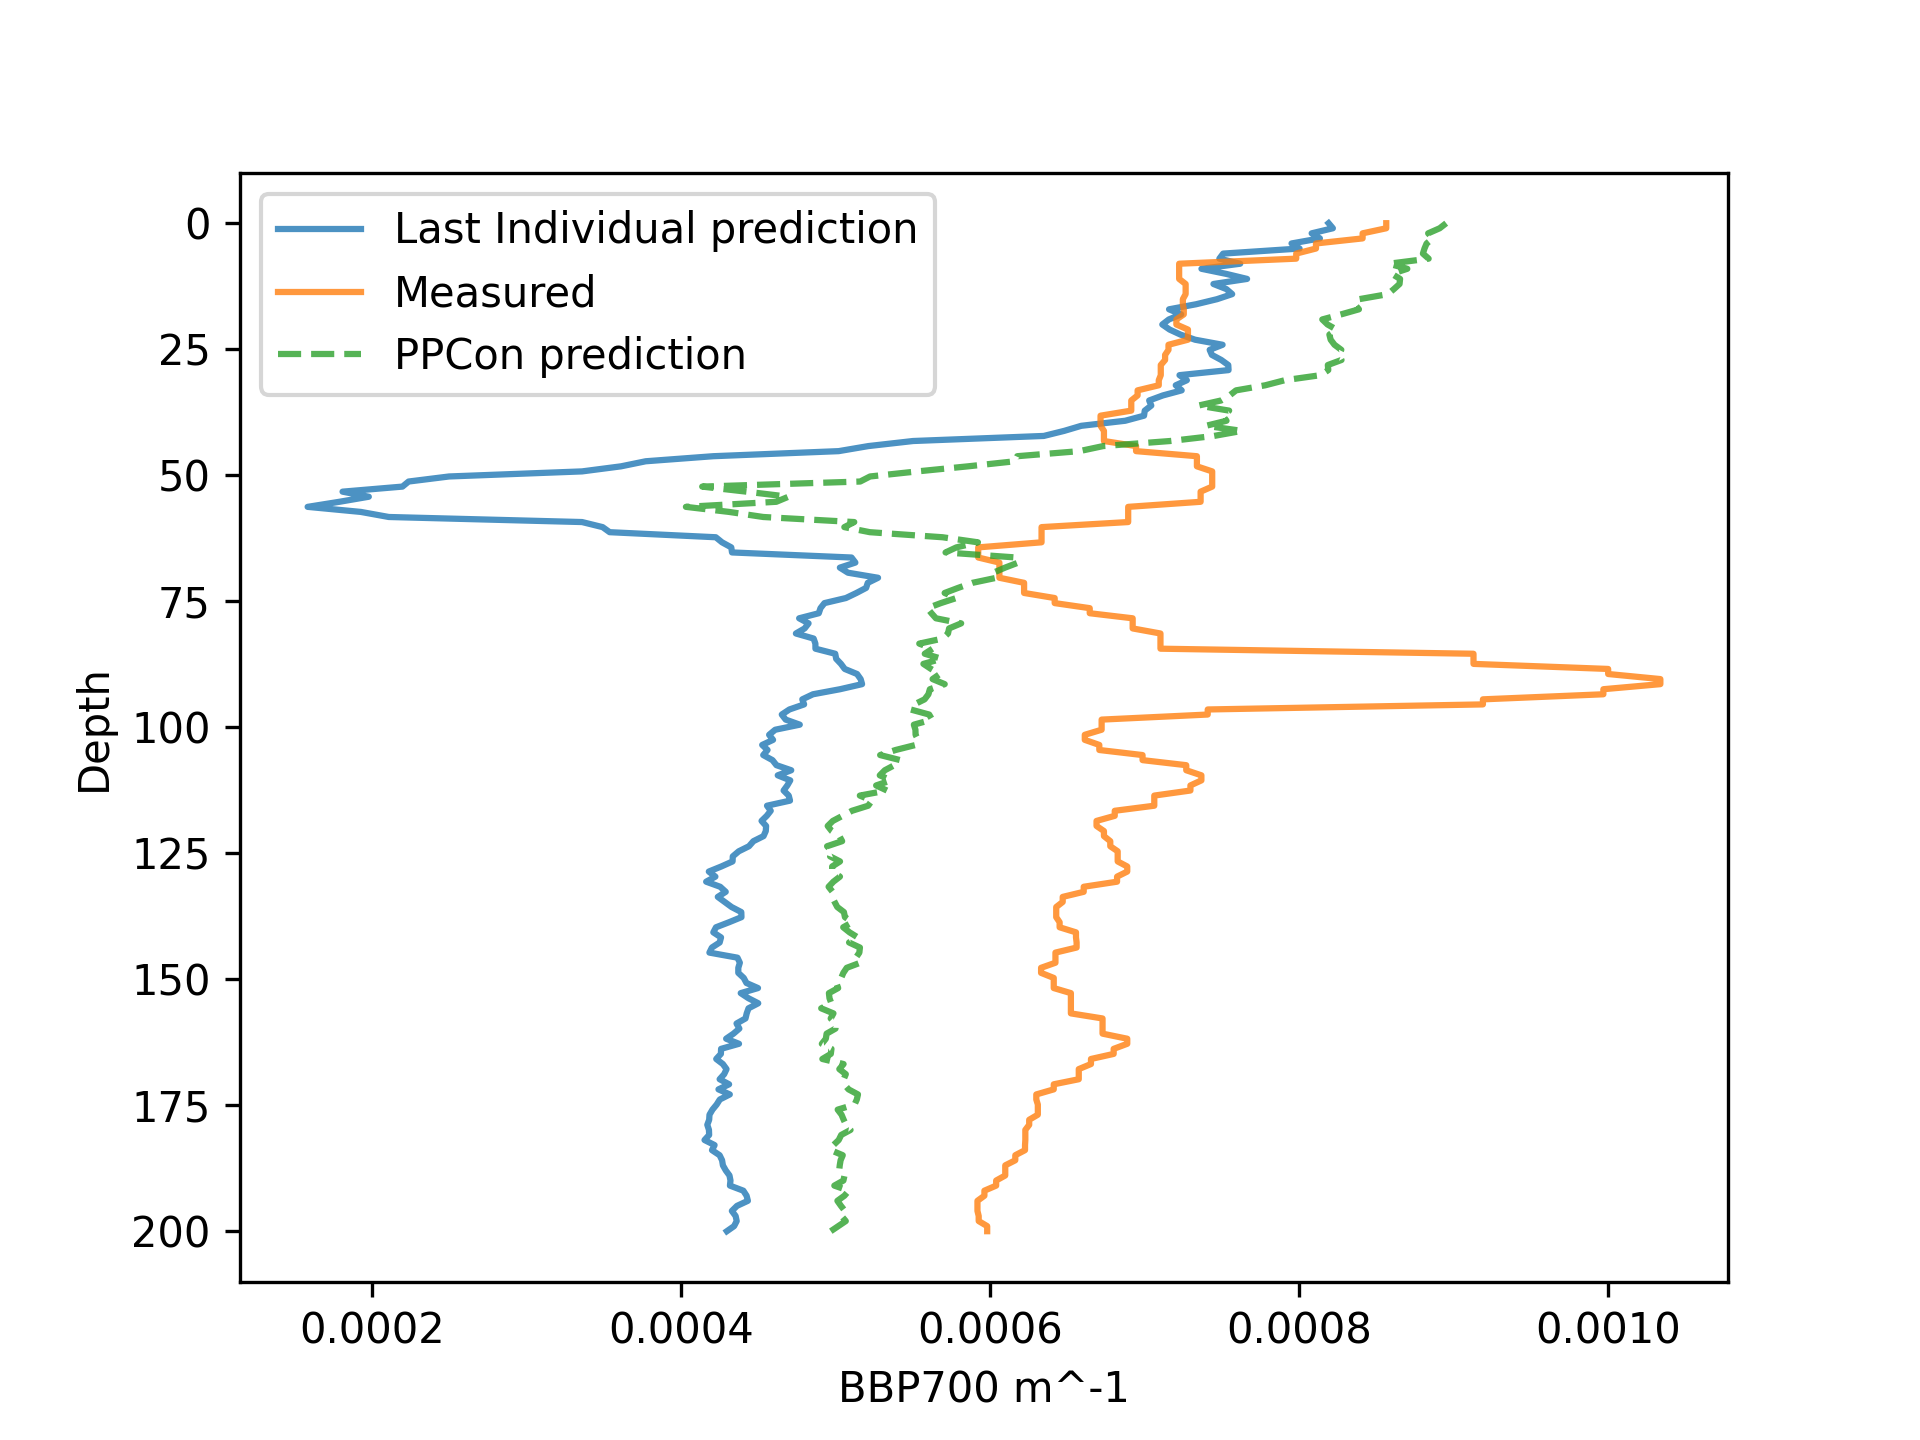 Last Individual prediction
Measured
PPCon prediction
0
25
50
75
100
125
150
175
200
Depth
0.0002 0.0004 0.0006 0.0008 0.0010
BBP700 m^-1